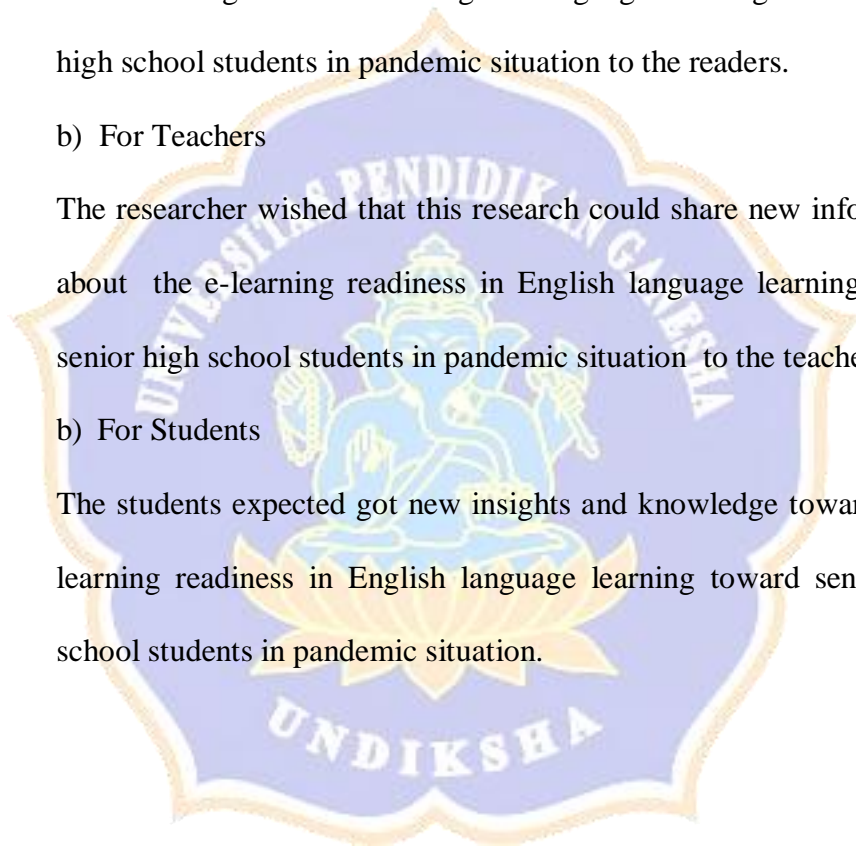 high school students in pandemic situation to the readers.
b) For Teachers
The researcher wished that this research could share new info
about the e-learning readiness in English language learning
senior high school students in pandemic situation to the teache
b) For Students
The students expected got new insights and knowledge towar
learning readiness in English language learning toward sen
school students in pandemic situation.
UNIVERSITAS PENDIDIKAN GANESHA
UNDIKSHA